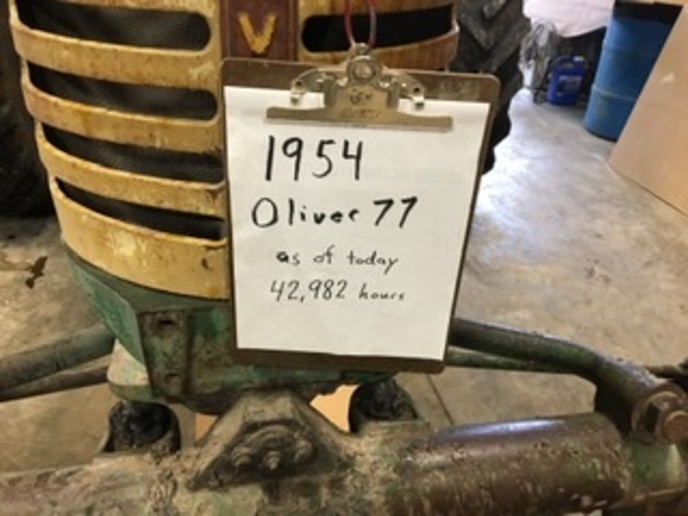 V
1954
Oliver 77
as of today
42,982 hours